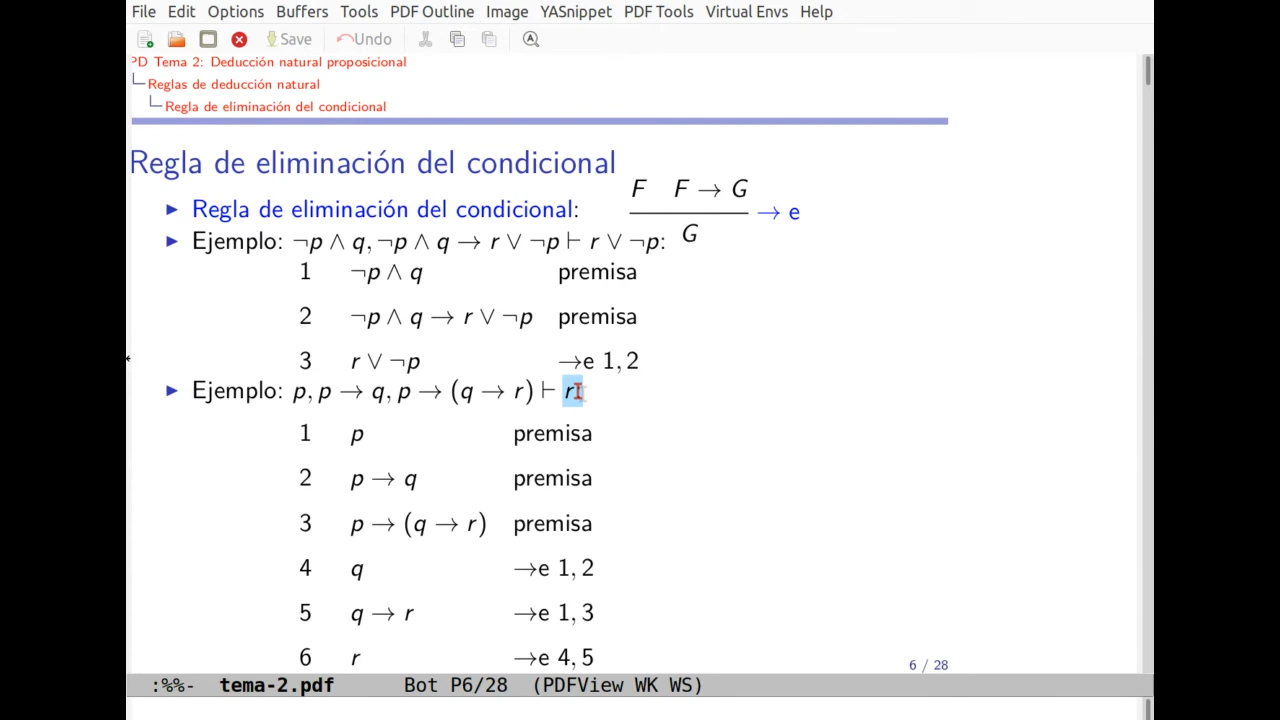 File Edit Options Buffers Tools PDF Outline Image YASnippet PDF Tools Virtual Envs Help
Save Undo
PD Tema 2: Deducción natural proposicional
Reglas de deducción natural
Regla de eliminación del condicional
Regla de eliminación del condicional
F F → G
Regla de eliminación del condicional: → e
G
Ejemplo: ¬p ∧ q, ¬p ∧ q → r ∨ ¬p ⊢ r ∨ ¬p:
1 ¬p ∧ q premisa
2 ¬p ∧ q → r ∨ ¬p premisa
3 r ∨ ¬p →e 1, 2
Ejemplo: p, p → q, p → (q → r) ⊢ r
1 p premisa
2 p → q premisa
3 p → (q → r) premisa
4 q →e 1, 2
5 q → r →e 1, 3
6 r →e 4, 5
6 / 28
:%%- tema-2.pdf Bot P6/28 (PDFView WK WS)